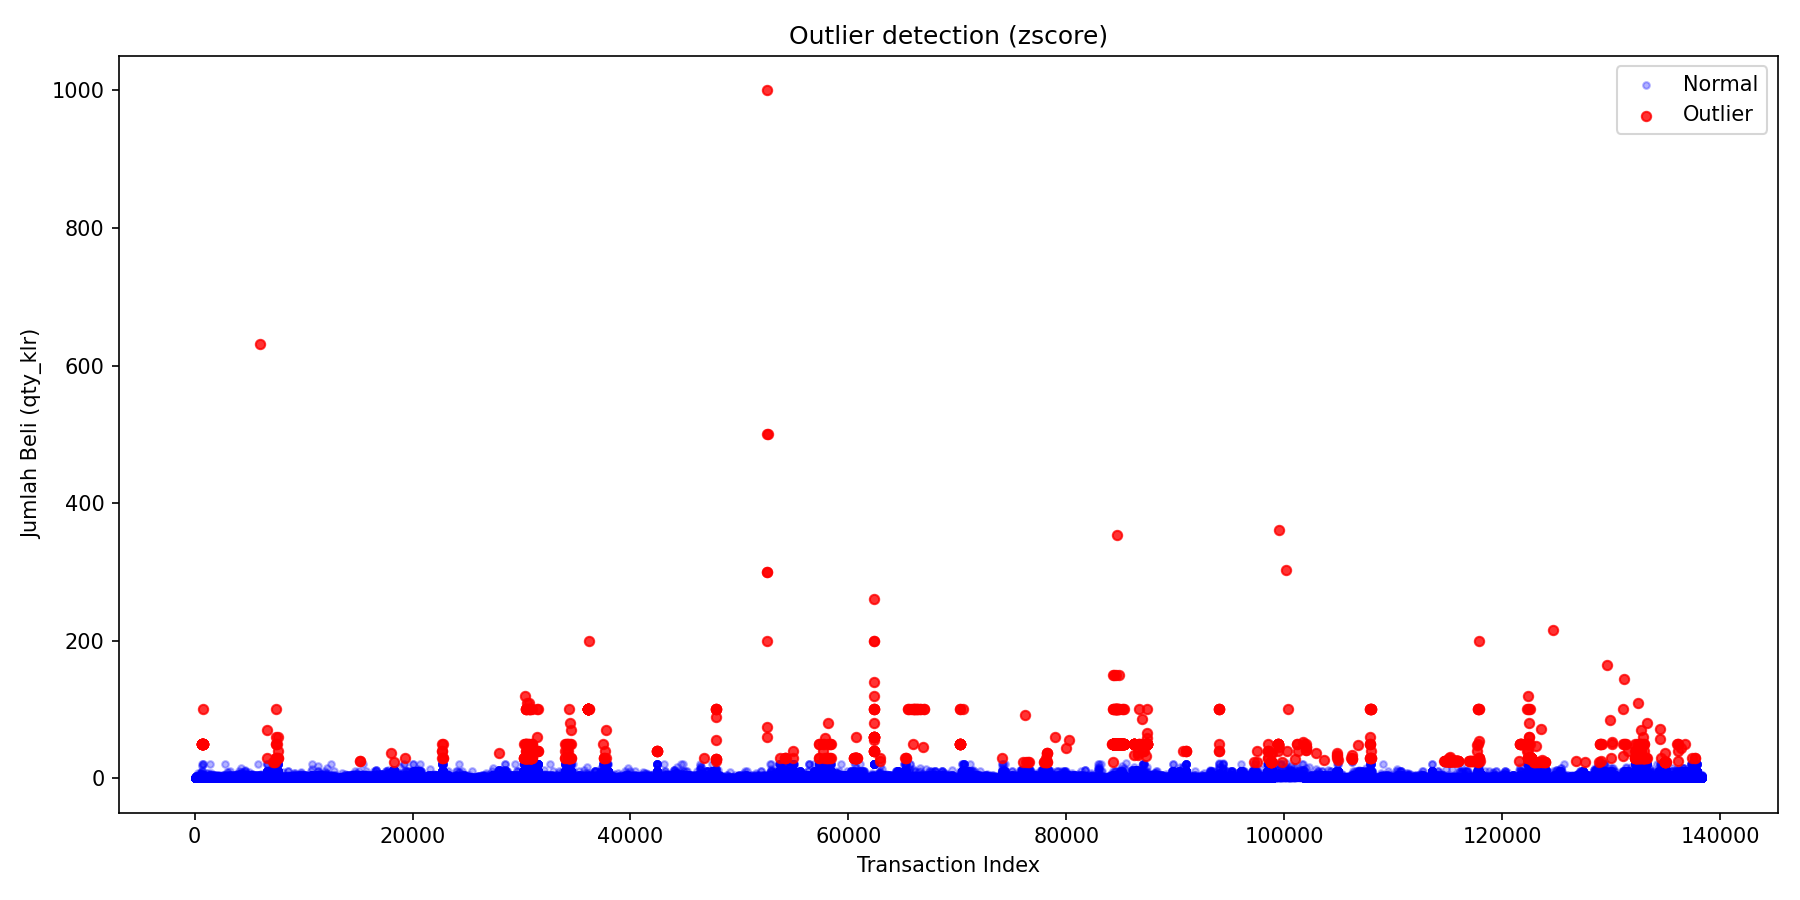 Outlier detection (zscore)
Normal
Outlier
1000
800
600
400
200
0
Jumlah Beli (qty_klr)
0 20000 40000 60000 80000 100000 120000 140000
Transaction Index